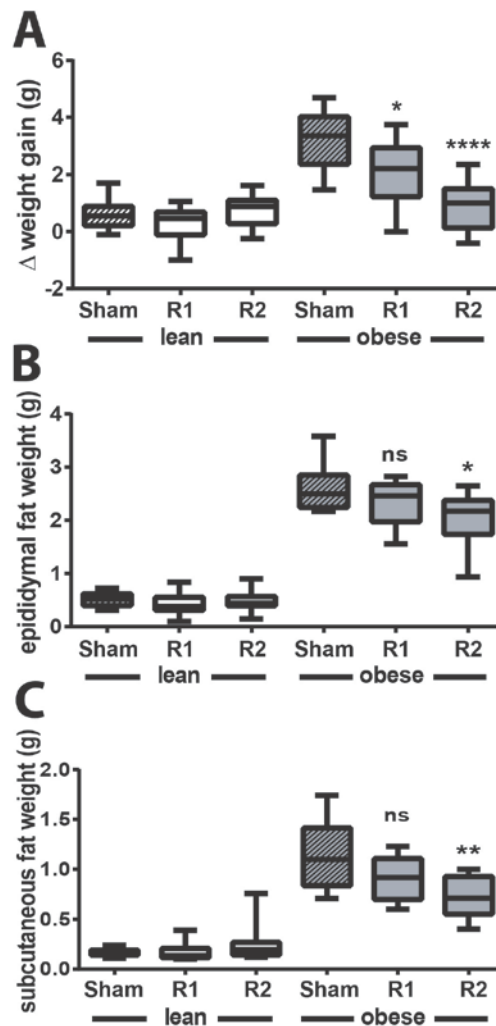 A
Δ weight gain (g)
6
4
2
0
-2
*
****
Sham R1 R2 Sham R1 R2
lean obese
B
epididymal fat weight (g)
4
3
2
1
0
ns
*
Sham R1 R2 Sham R1 R2
lean obese
C
subcutaneous fat weight (g)
2.0
1.5
1.0
0.5
0.0
ns
**
Sham R1 R2 Sham R1 R2
lean obese